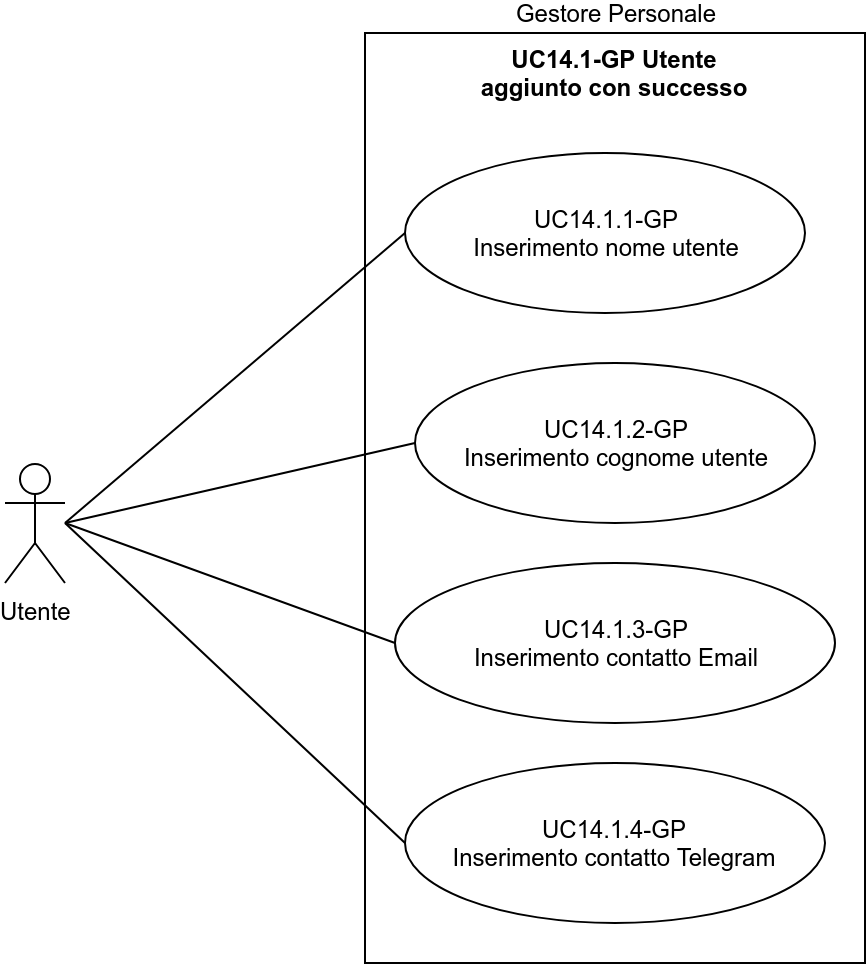 Gestore Personale
UC14.1-GP Utente
aggiunto con successo
UC14.1.1-GP
Inserimento nome utente
UC14.1.2-GP
Inserimento cognome utente
Utente
UC14.1.3-GP
Inserimento contatto Email
UC14.1.4-GP
Inserimento contatto Telegram